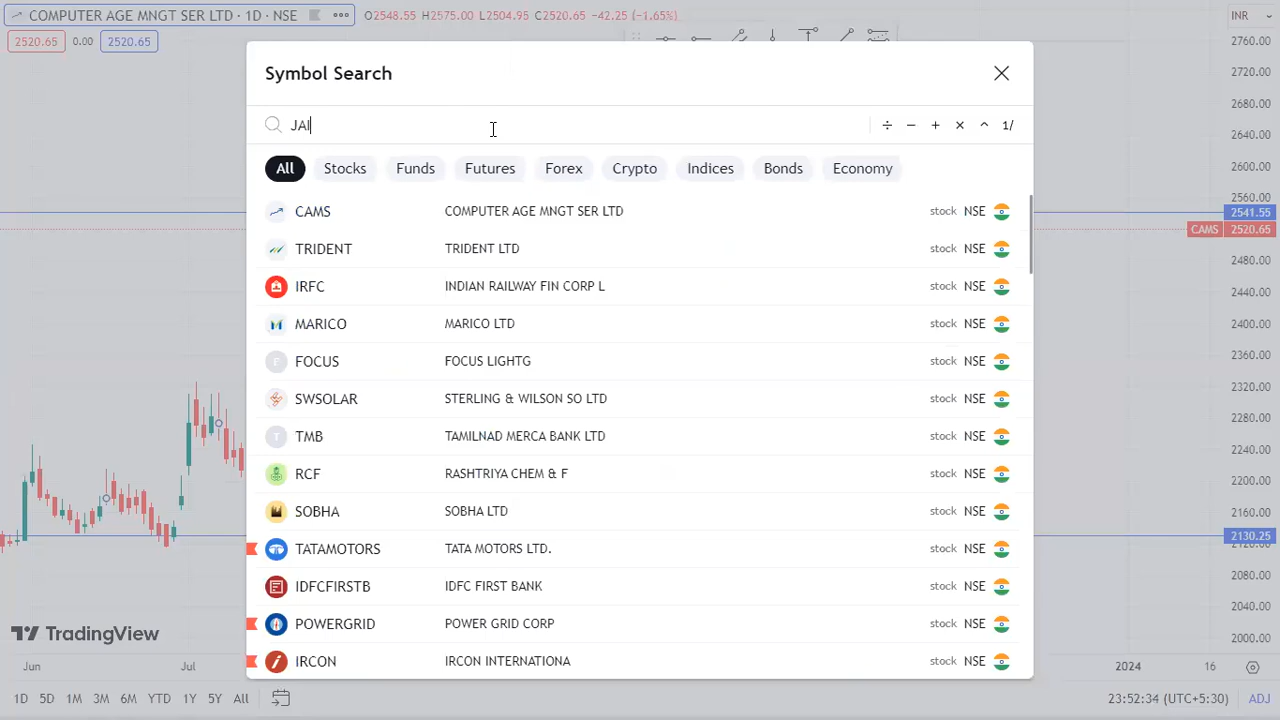 COMPUTER AGE MNGT SER LTD · 1D · NSE O2548.55 H2575.00 L2504.95 C2520.65 -42.25 (-1.65%) INR
2520.65 0.00 2520.65
2760.00
Symbol Search
2720.00
2680.00
JAI ÷ − + × ^ 1/
2640.00
All Stocks Funds Futures Forex Crypto Indices Bonds Economy
2600.00
2560.00
CAMS COMPUTER AGE MNGT SER LTD stock NSE
2541.55
CAMS 2520.65
TRIDENT TRIDENT LTD stock NSE
2480.00
IRFC INDIAN RAILWAY FIN CORP L stock NSE
2440.00
MARICO MARICO LTD stock NSE
2400.00
FOCUS FOCUS LIGHTG stock NSE
2360.00
2320.00
SWSOLAR STERLING & WILSON SO LTD stock NSE
2280.00
TMB TAMILNAD MERCA BANK LTD stock NSE
2240.00
RCF RASHTRIYA CHEM & F stock NSE
2200.00
SOBHA SOBHA LTD stock NSE
2160.00
2130.25
TATAMOTORS TATA MOTORS LTD. stock NSE
2080.00
IDFCFIRSTB IDFC FIRST BANK stock NSE
2040.00
POWERGRID POWER GRID CORP stock NSE
TradingView
2000.00
IRCON IRCON INTERNATIONA stock NSE
Jun Jul 2024 16
1D 5D 1M 3M 6M YTD 1Y 5Y All 23:52:34 (UTC+5:30) ADJ